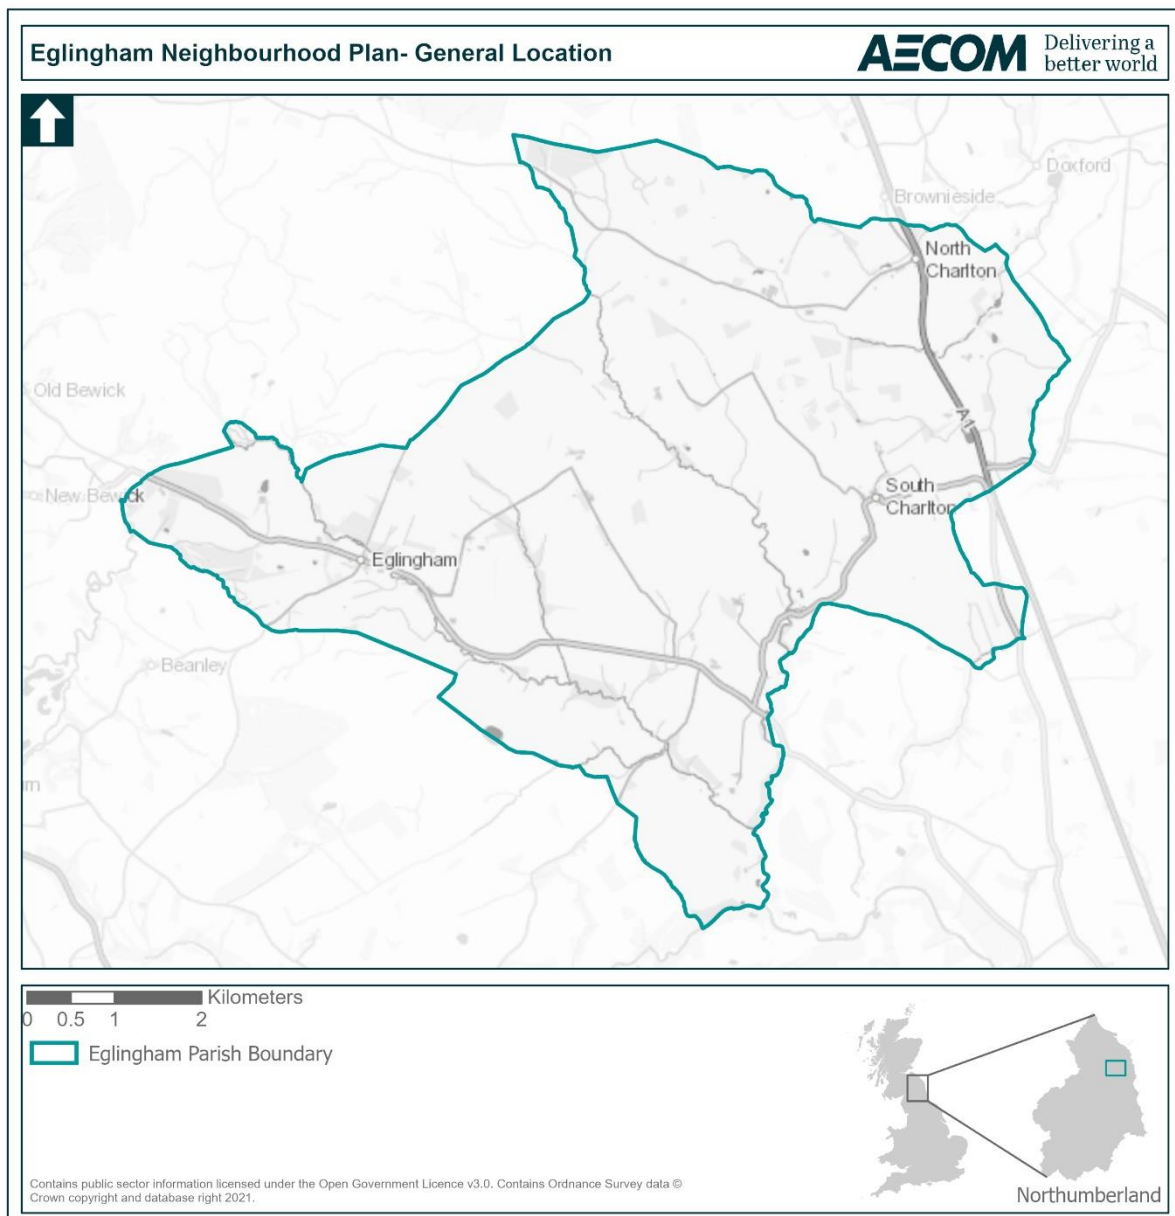 Eglingham Neighbourhood Plan- General Location
AECOM
Delivering a
better world
Doxford
Brownieside
North
Charlton
Old Bewick
A1
New Bewick
South
Charlton
Eglingham
Beanley
Kilometers
0 0.5 1 2
Eglingham Parish Boundary
Contains public sector information licensed under the Open Government Licence v3.0. Contains Ordnance Survey data ©
Crown copyright and database right 2021.
Northumberland